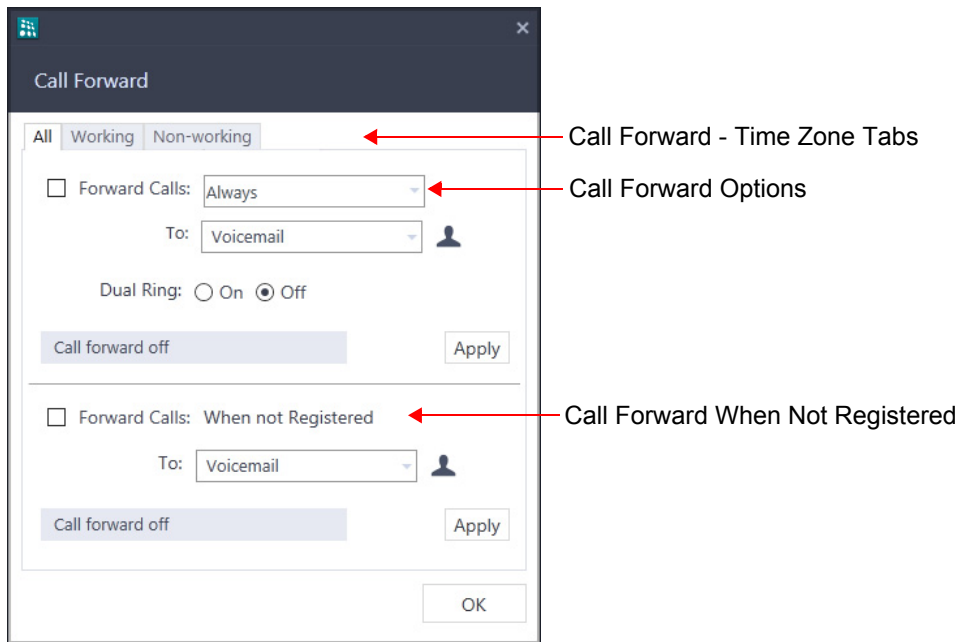 Call Forward
All Working Non-working
Call Forward - Time Zone Tabs
Forward Calls: Always
Call Forward Options
To: Voicemail
Dual Ring: On Off
Call forward off Apply
Forward Calls: When not Registered
Call Forward When Not Registered
To: Voicemail
Call forward off Apply
OK